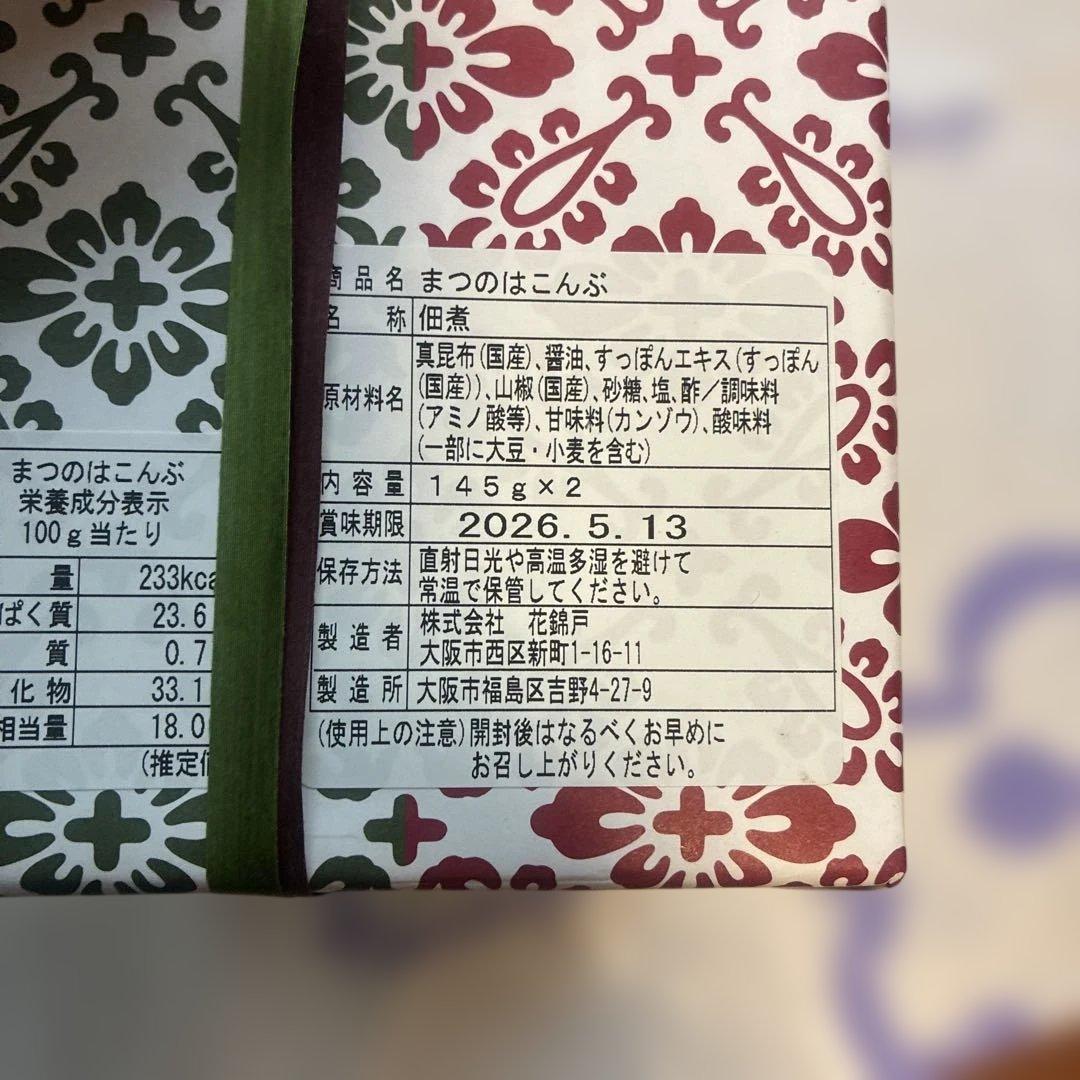 商品名 まつのはこんぶ
名称 佃煮
原材料名 真昆布(国産)、醤油、すっぽんエキス(すっぽん
(国産))、山椒(国産)、砂糖、塩、酢／調味料
(アミノ酸等)、甘味料(カンゾウ)、酸味料
(一部に大豆・小麦を含む)
内容量 145g×2
賞味期限 2026.5.13
保存方法 直射日光や高温多湿を避けて
常温で保管してください。
製造者 株式会社 花錦戸
大阪市西区新町1-16-11
製造所 大阪市福島区吉野4-27-9
(使用上の注意)開封後はなるべくお早めに
お召し上がりください。
まつのはこんぶ
栄養成分表示
100g当たり
量 233kca
ぱく質 23.6
質 0.7
化物 33.1
相当量 18.0
(推定値